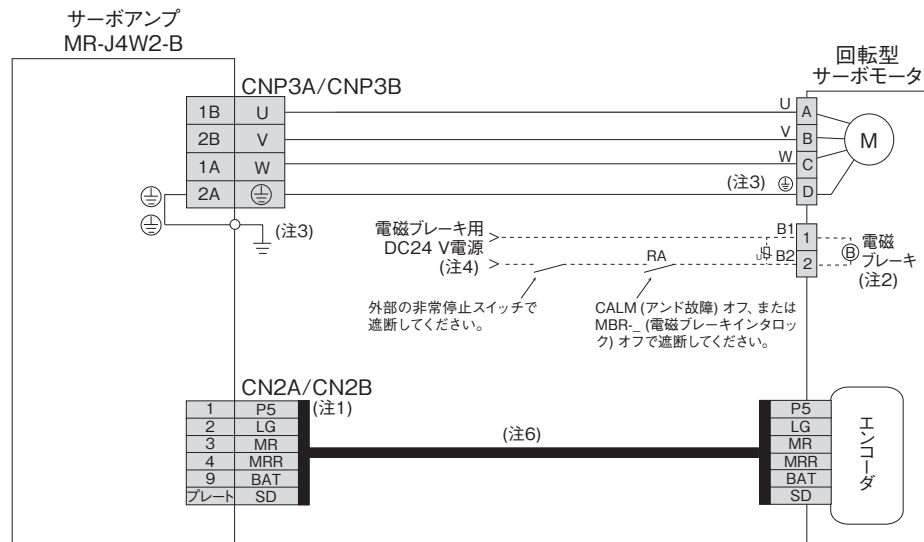 サーボアンプ
MR-J4W2-B
回転型
サーボモータ
CNP3A/CNP3B
1B U
2B V
1A W
2A
(注3)
U A
V B
W C
(注3) D
M
電磁ブレーキ用
DC24 V電源
(注4)
RA
B1 1
U B2 2
B
電磁
ブレーキ
(注2)
外部の非常停止スイッチで
遮断してください。
CALM (アンド故障) オフ、または
MBR-_ (電磁ブレーキインタロッ
ク) オフで遮断してください。
CN2A/CN2B
(注1)
1 P5
2 LG
3 MR
4 MRR
9 BAT
プレート SD
(注6)
P5
LG
MR
MRR
BAT
SD
エンコーダ